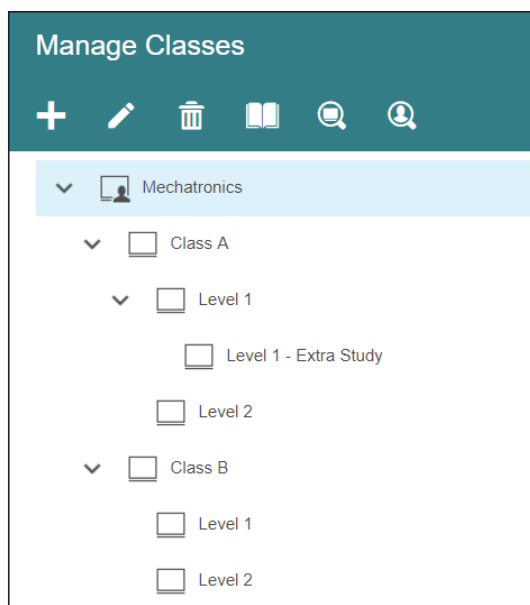 Manage Classes
Mechatronics
Class A
Level 1
Level 1 - Extra Study
Level 2
Class B
Level 1
Level 2